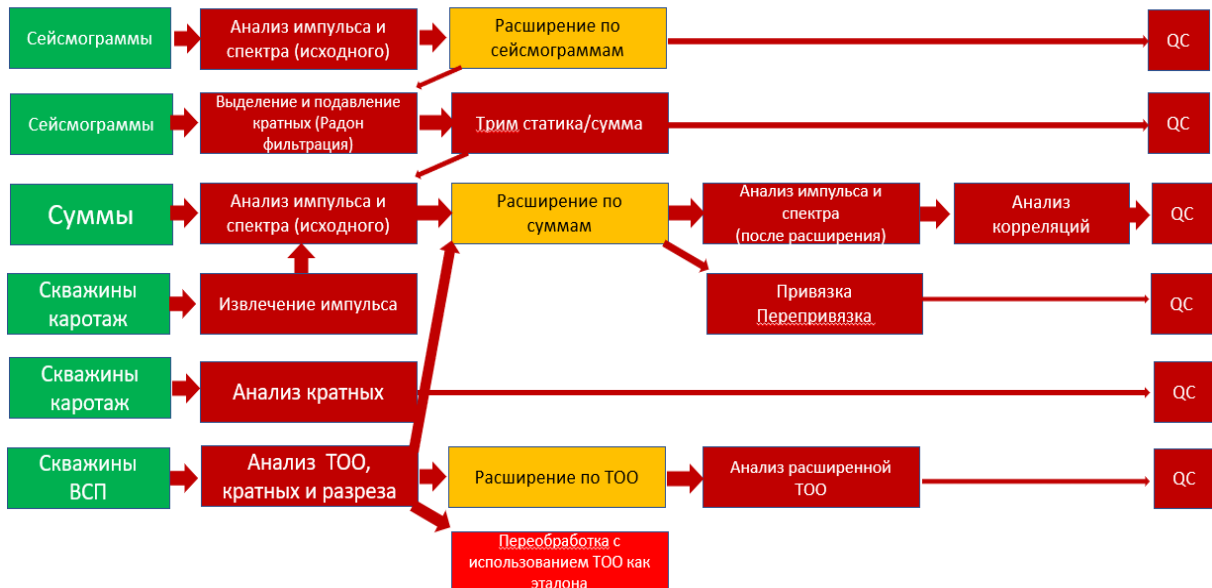 Сейсмограммы
Анализ импульса и
спектра (исходного)
Расширение по
сейсмограммам
QC
Сейсмограммы
Выделение и подавление
кратных (Радон
фильтрация)
Трим статика/сумма
QC
Суммы
Анализ импульса и
спектра (исходного)
Расширение по
суммам
Анализ импульса и
спектра
(после расширения)
Анализ
корреляций
QC
Скважины
каротаж
Извлечение импульса
Привязка
Перепривязка
QC
Скважины
каротаж
Анализ кратных
QC
Скважины
ВСП
Анализ ТОО,
кратных и разреза
Расширение по ТОО
Анализ расширенной
ТОО
QC
Переобработка с
использованием ТОО как
эталона